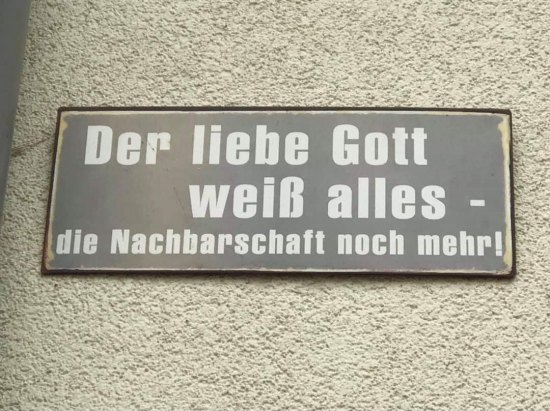 Der liebe Gott
weiß alles -
die Nachbarschaft noch mehr!